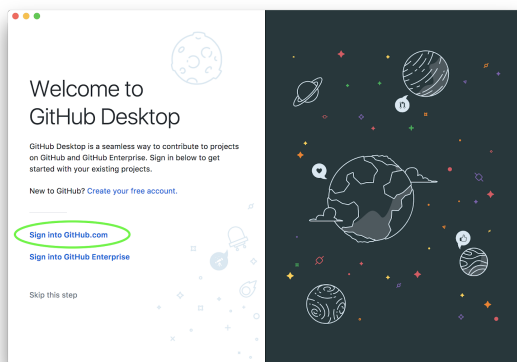 Welcome to
GitHub Desktop
GitHub Desktop is a seamless way to contribute to projects
on GitHub and GitHub Enterprise. Sign in below to get
started with your existing projects.
New to GitHub? Create your free account.
Sign into GitHub.com
Sign into GitHub Enterprise
Skip this step